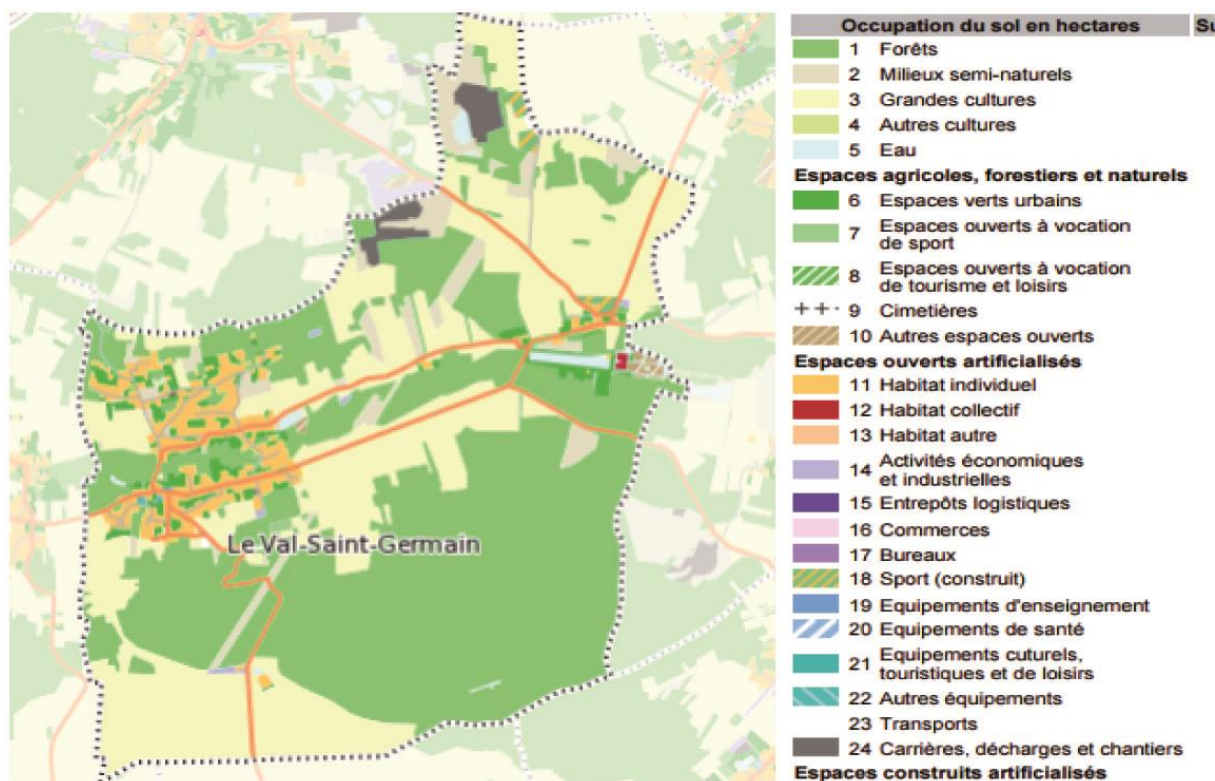 Le Val-Saint-Germain
Occupation du sol en hectares
1 Forêts
2 Milieux semi-naturels
3 Grandes cultures
4 Autres cultures
5 Eau
Espaces agricoles, forestiers et naturels
6 Espaces verts urbains
7 Espaces ouverts à vocation
de sport
8 Espaces ouverts à vocation
de tourisme et loisirs
9 Cimetières
10 Autres espaces ouverts
Espaces ouverts artificialisés
11 Habitat individuel
12 Habitat collectif
13 Habitat autre
14 Activités économiques
et industrielles
15 Entrepôts logistiques
16 Commerces
17 Bureaux
18 Sport (construit)
19 Equipements d'enseignement
20 Equipements de santé
21 Equipements cuturels,
touristiques et de loisirs
22 Autres équipements
23 Transports
24 Carrières, décharges et chantiers
Espaces construits artificialisés